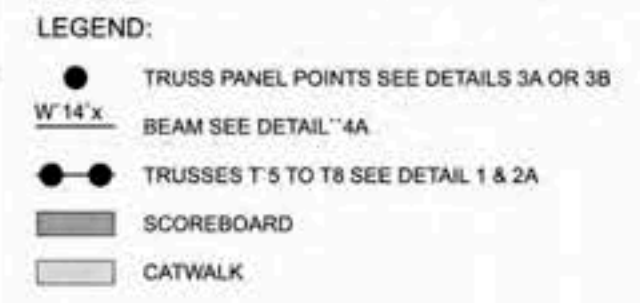 LEGEND:
TRUSS PANEL POINTS SEE DETAILS 3A OR 3B
W 14 x
BEAM SEE DETAIL 4A
TRUSSES T 5 TO T8 SEE DETAIL 1 & 2A
SCOREBOARD
CATWALK